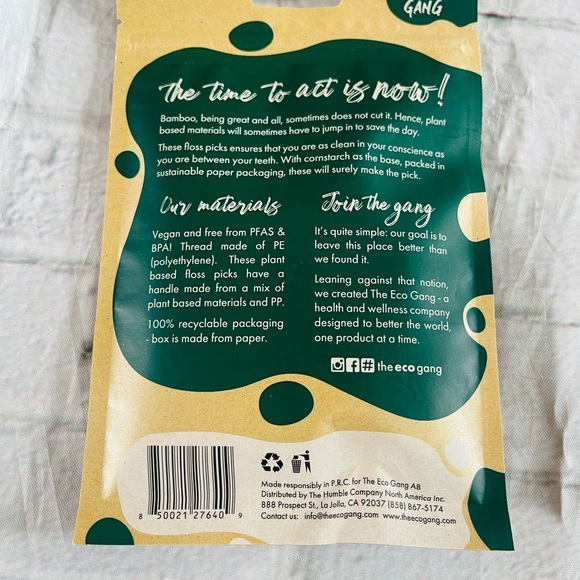 GANG
The time to act is now!
Bamboo, being great and all, sometimes does not cut it. Hence, plant
based materials will sometimes have to jump in to save the day.
These floss picks ensures that you are as clean in your conscience as
you are between your teeth. With cornstarch as the base, packed in
sustainable paper packaging, these will surely make the pick.
Our materials
Vegan and free from PFAS &
BPA! Thread made of PE
(polyethylene). These plant
based floss picks have a
handle made from a mix of
plant based materials and PP.
100% recyclable packaging
- box is made from paper.
Join the gang
It's quite simple: our goal is to
leave this place better than
we found it.
Leaning against that notion,
we created The Eco Gang - a
health and wellness company
designed to better the world,
one product at a time.
theecogang
8 50021 27640 9
Made responsibly in P.R.C. for The Eco Gang AB
Distributed by The Humble Company North America Inc.
888 Prospect St., La Jolla, CA 92037 (858) 867-5174
Contact us: info@theecogang.com www.theecogang.com